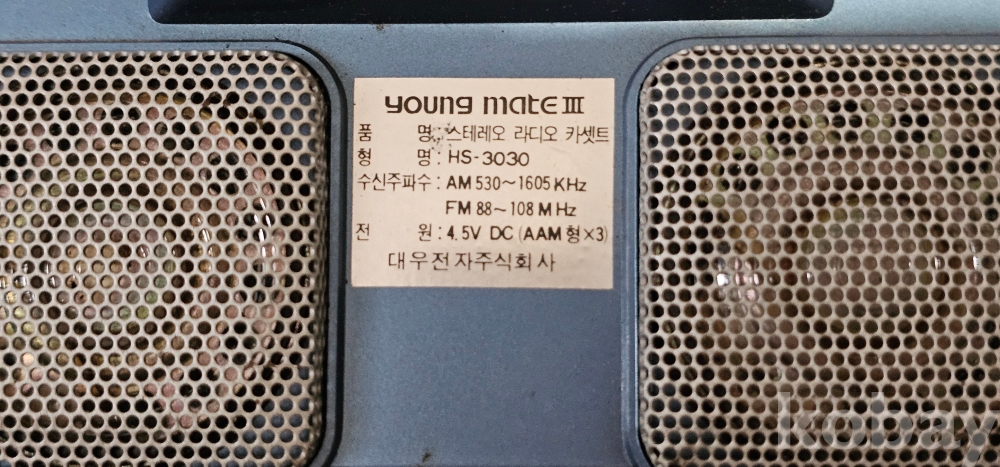 young mate III
품 명 : 스테레오 라디오 카셋트
형 명 : HS-3030
수신주파수 : AM 530~1605 KHz
FM 88~108 MHz
전 원 : 4.5V DC (AAM형×3)
대우전자주식회사
kobay